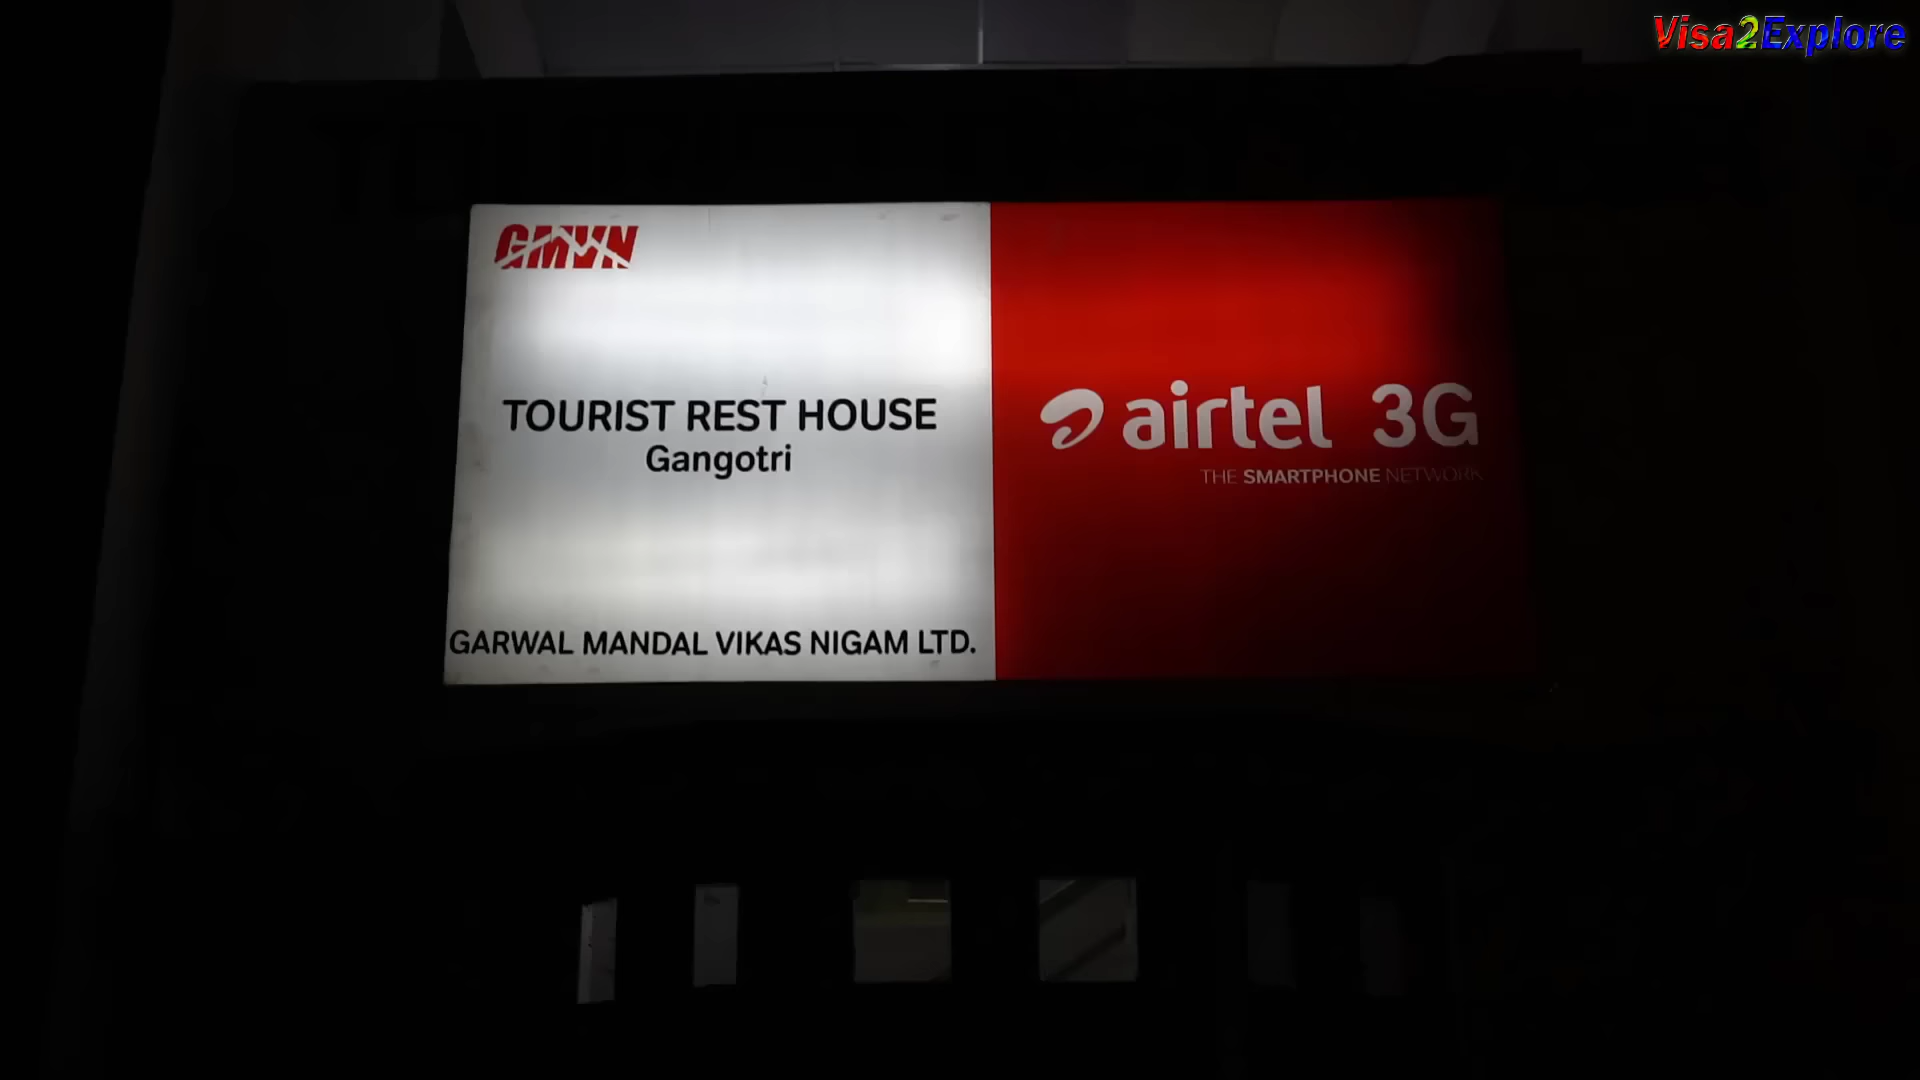 Visa2Explore
GMVN
TOURIST REST HOUSE
Gangotri
GARWAL MANDAL VIKAS NIGAM LTD.
airtel 3G
THE SMARTPHONE NETWORK